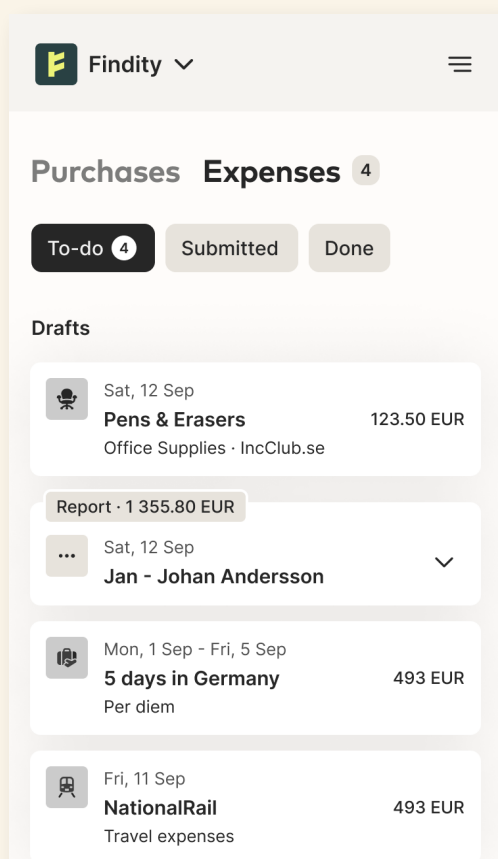 Findity
Purchases Expenses 4
To-do 4 Submitted Done
Drafts
Sat, 12 Sep
Pens & Erasers 123.50 EUR
Office Supplies · IncClub.se
Report · 1 355.80 EUR
Sat, 12 Sep
Jan - Johan Andersson
Mon, 1 Sep - Fri, 5 Sep
5 days in Germany 493 EUR
Per diem
Fri, 11 Sep
NationalRail 493 EUR
Travel expenses